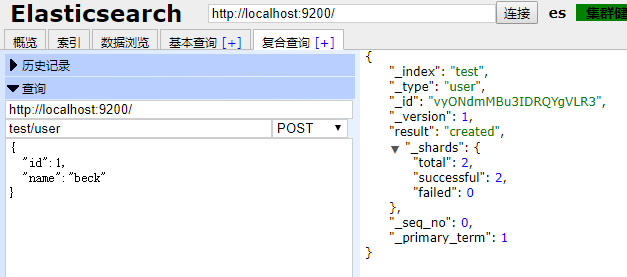 Elasticsearch http://localhost:9200/ 连接 es 集群健
概览 索引 数据浏览 基本查询 [+] 复合查询 [+]
历史记录
查询
http://localhost:9200/
test/user POST
{
"id":1,
"name":"beck"
}
{
"_index": "test",
"_type": "user",
"_id": "vyONdmMBu3IDRQYgVLR3",
"_version": 1,
"result": "created",
"_shards": {
"total": 2,
"successful": 2,
"failed": 0
},
"_seq_no": 0,
"_primary_term": 1
}